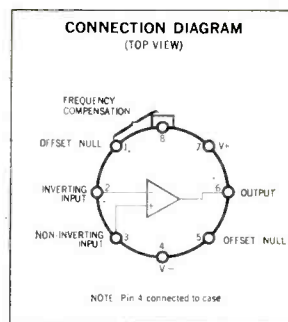 CONNECTION DIAGRAM
(TOP VIEW)
FREQUENCY
COMPENSATION
8
OFFSET NULL
1
7
V+
INVERTING
INPUT
2
6
OUTPUT
NON-INVERTING
INPUT
3
+
5
OFFSET NULL
4
V−
NOTE: Pin 4 connected to case